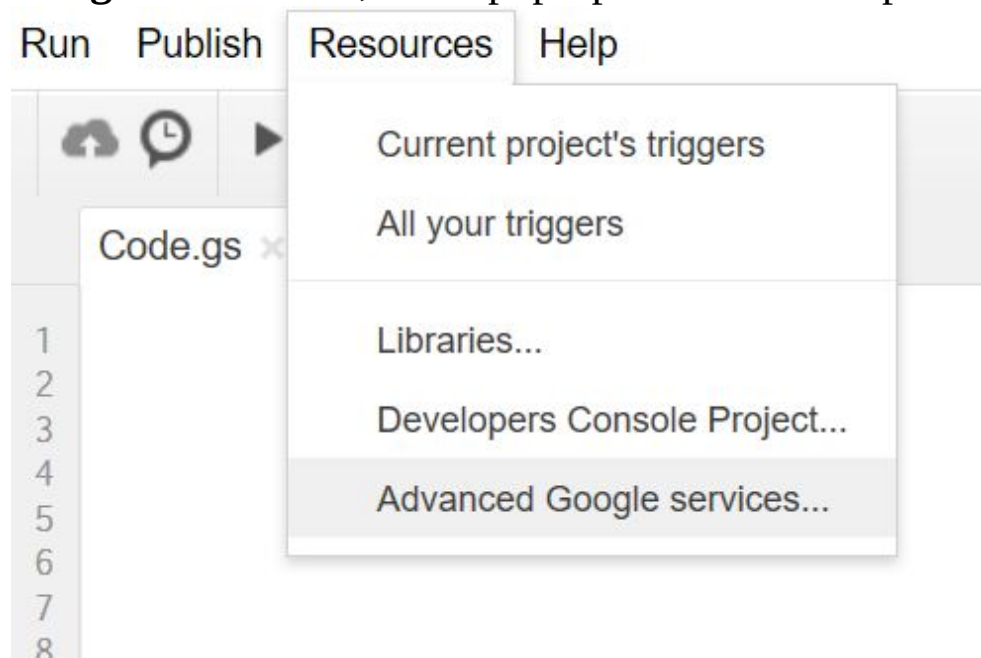 Run Publish Resources Help
Current project's triggers
All your triggers
Code.gs
Libraries...
Developers Console Project...
Advanced Google services...
1
2
3
4
5
6
7
8